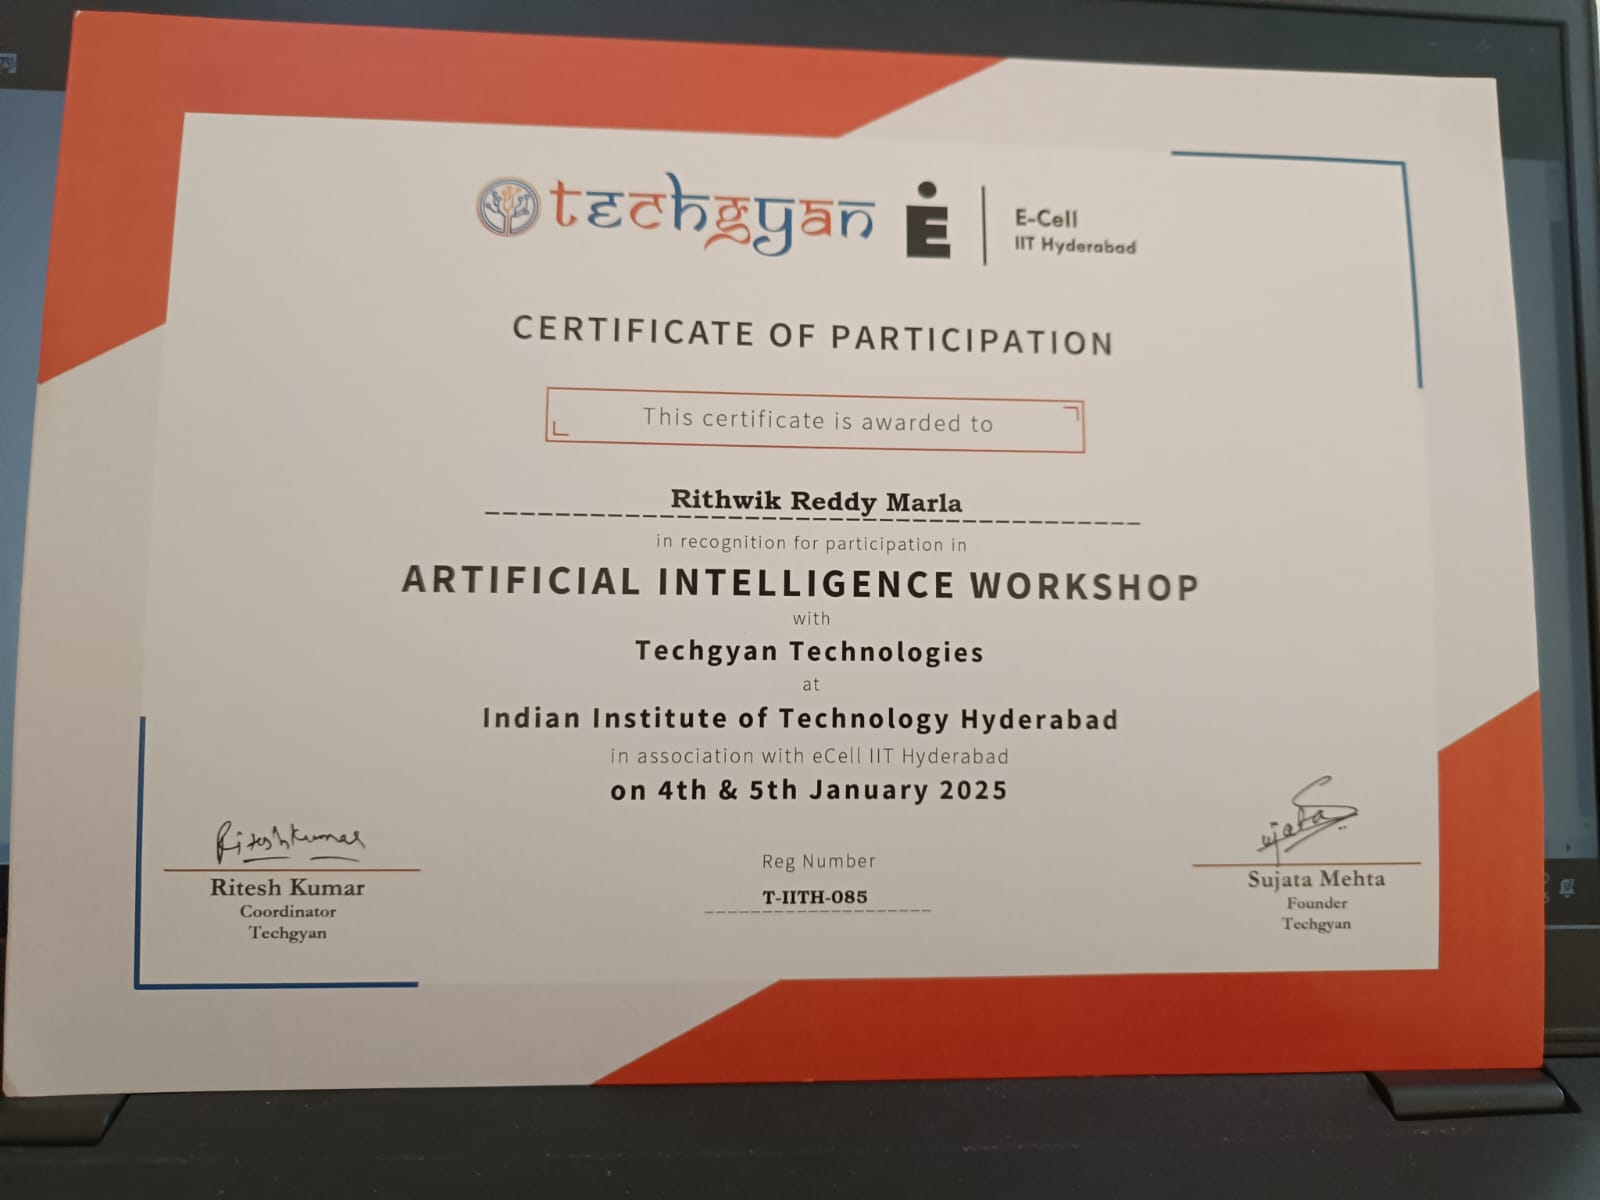 techgyan
E-Cell
IIT Hyderabad
CERTIFICATE OF PARTICIPATION
This certificate is awarded to
Rithwik Reddy Marla
in recognition for participation in
ARTIFICIAL INTELLIGENCE WORKSHOP
with
Techgyan Technologies
at
Indian Institute of Technology Hyderabad
in association with eCell IIT Hyderabad
on 4th & 5th January 2025
Riteshkumar
Ritesh Kumar
Coordinator
Techgyan
Reg Number
T-IITH-085
Sujata
Sujata Mehta
Founder
Techgyan